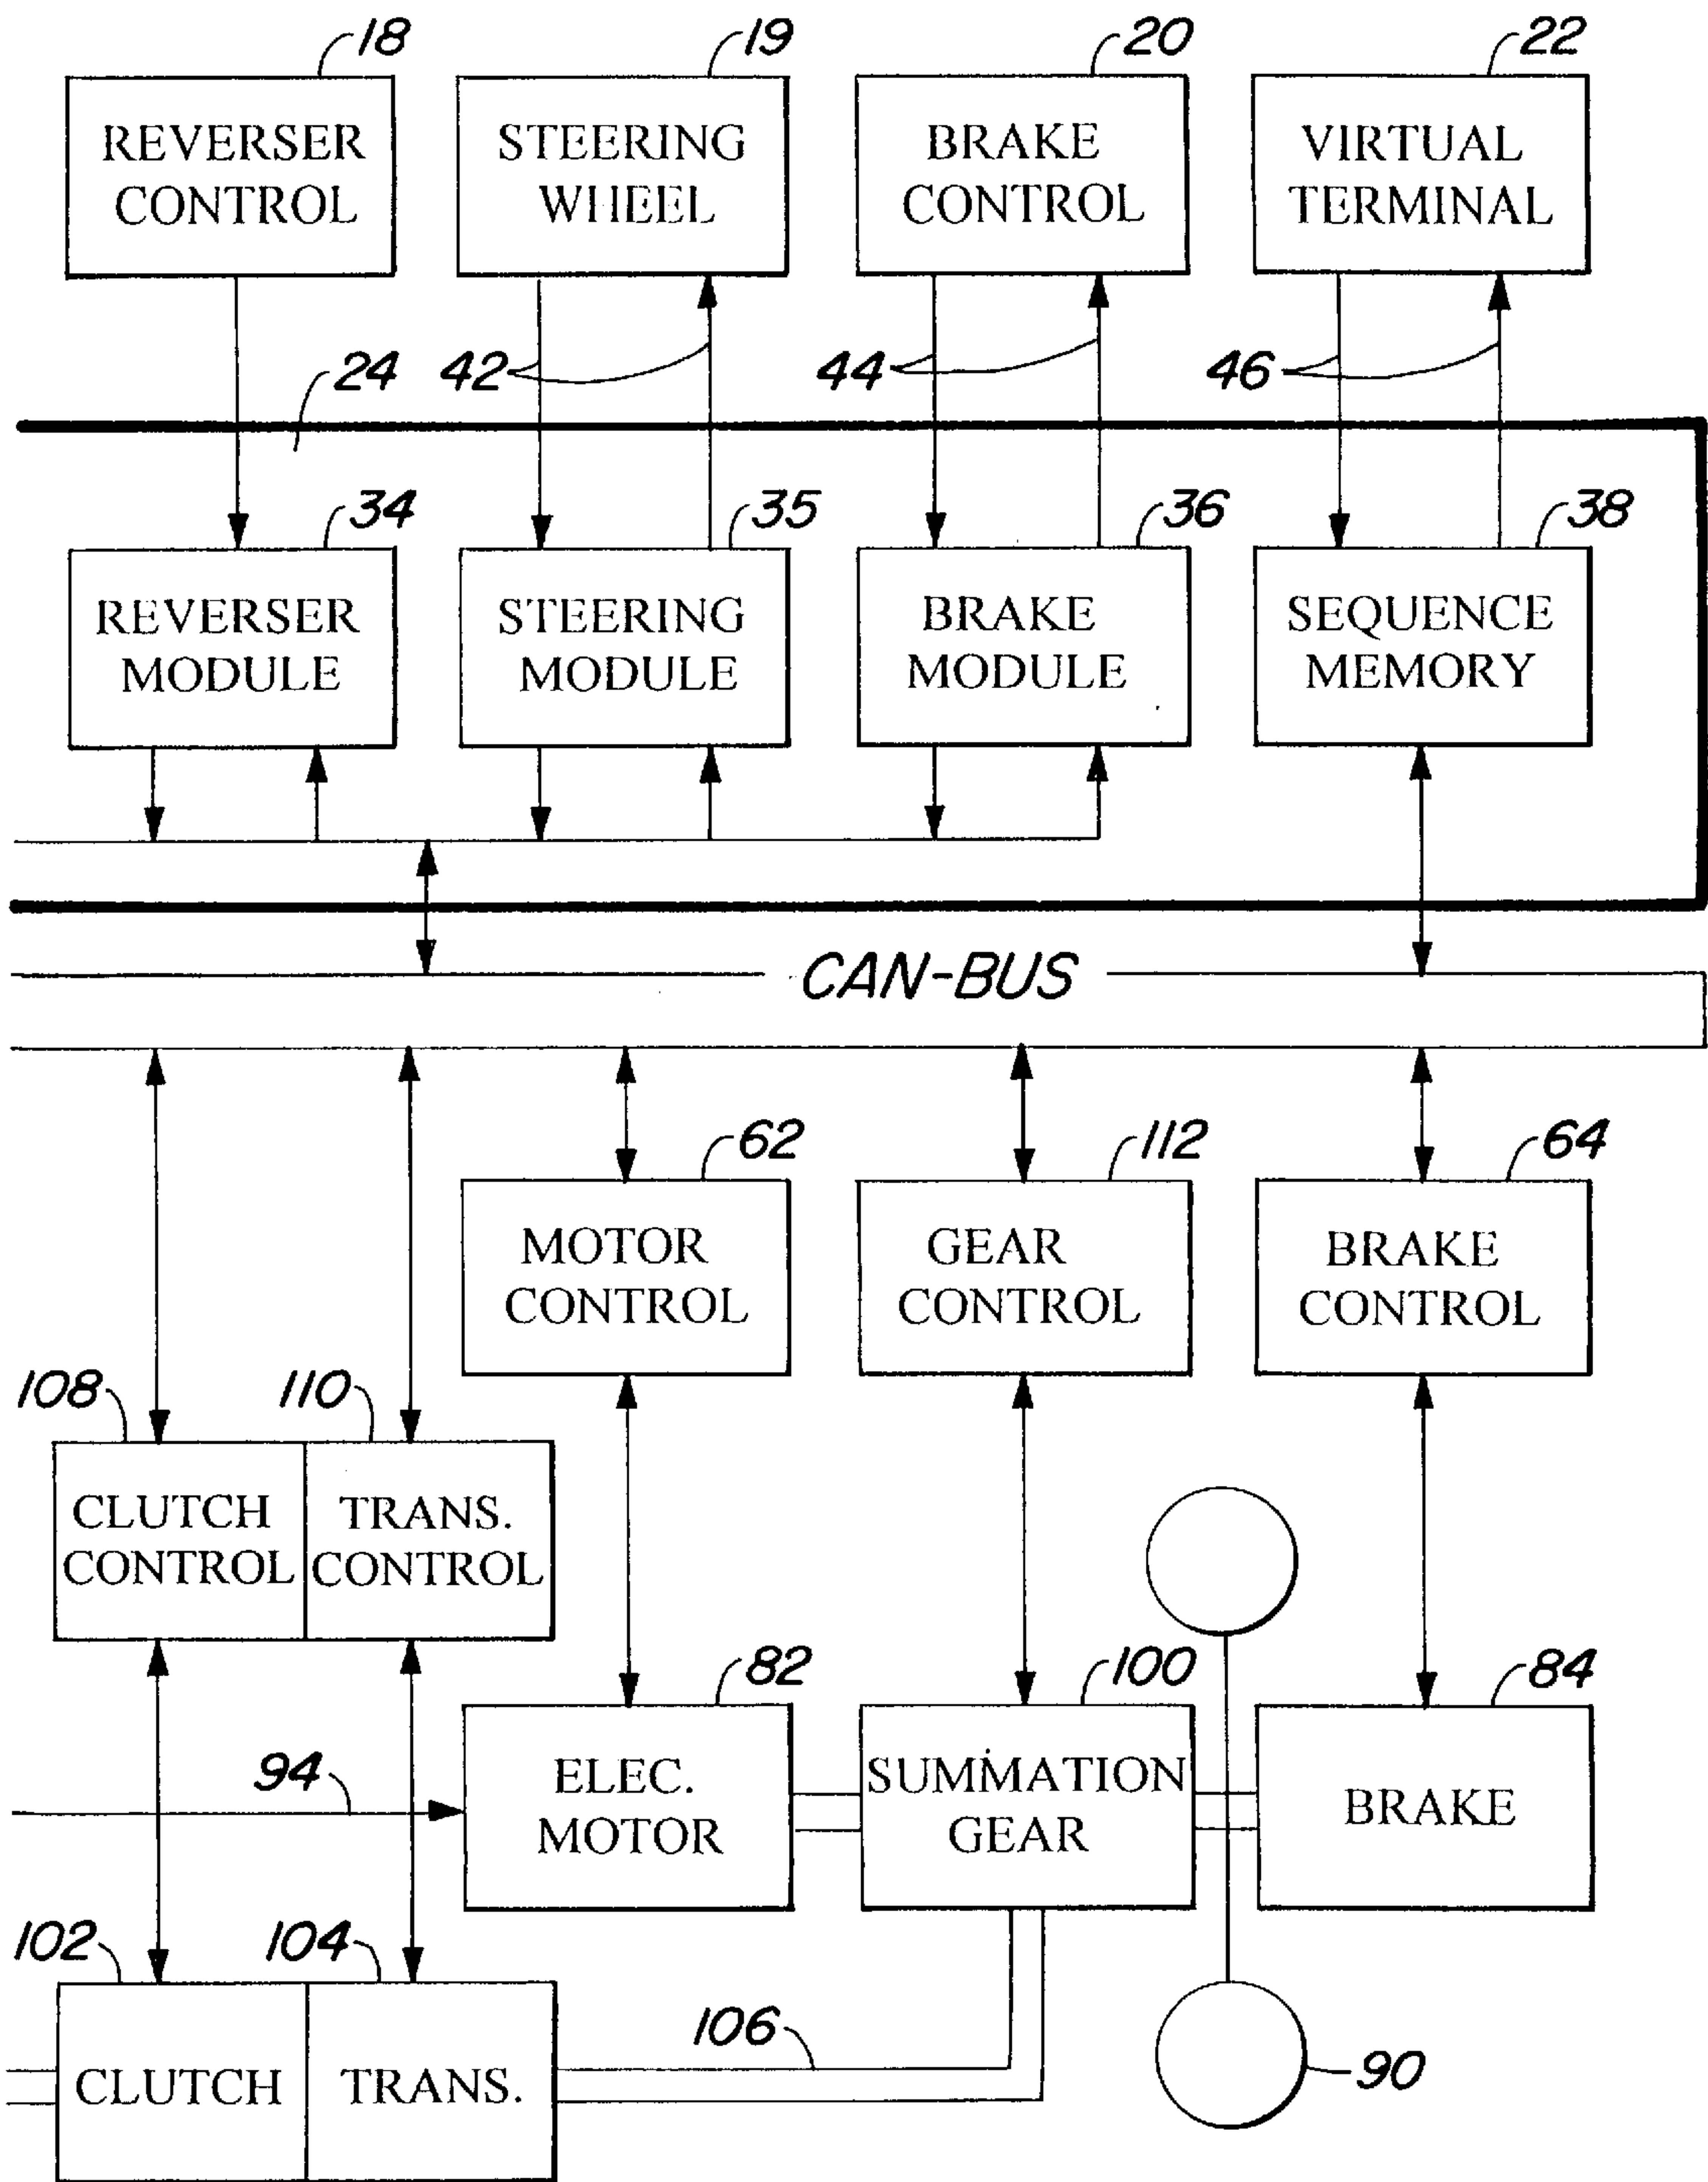 18
19
20
22
REVERSER
CONTROL
STEERING
WHEEL
BRAKE
CONTROL
VIRTUAL
TERMINAL
24
42
44
46
34
35
36
38
REVERSER
MODULE
STEERING
MODULE
BRAKE
MODULE
SEQUENCE
MEMORY
CAN-BUS
62
112
64
MOTOR
CONTROL
GEAR
CONTROL
BRAKE
CONTROL
108
110
CLUTCH
CONTROL
TRANS.
CONTROL
82
100
84
94
ELEC.
MOTOR
SUMMATION
GEAR
BRAKE
102
104
106
90
CLUTCH
TRANS.